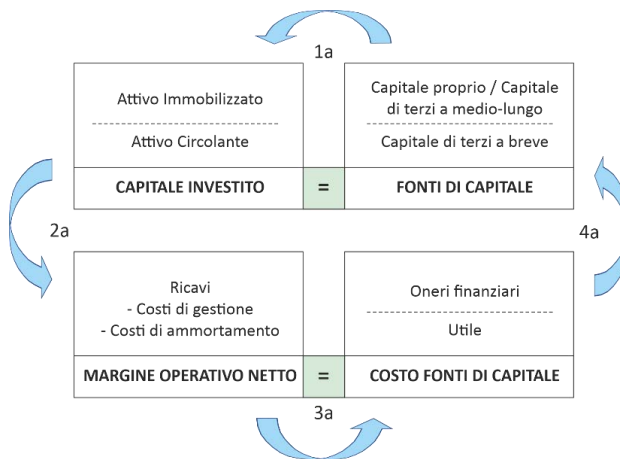 1a
Attivo Immobilizzato
Attivo Circolante
CAPITALE INVESTITO
=
Capitale proprio / Capitale
di terzi a medio-lungo
Capitale di terzi a breve
FONTI DI CAPITALE
2a
4a
Ricavi
- Costi di gestione
- Costi di ammortamento
MARGINE OPERATIVO NETTO
=
Oneri finanziari
Utile
COSTO FONTI DI CAPITALE
3a